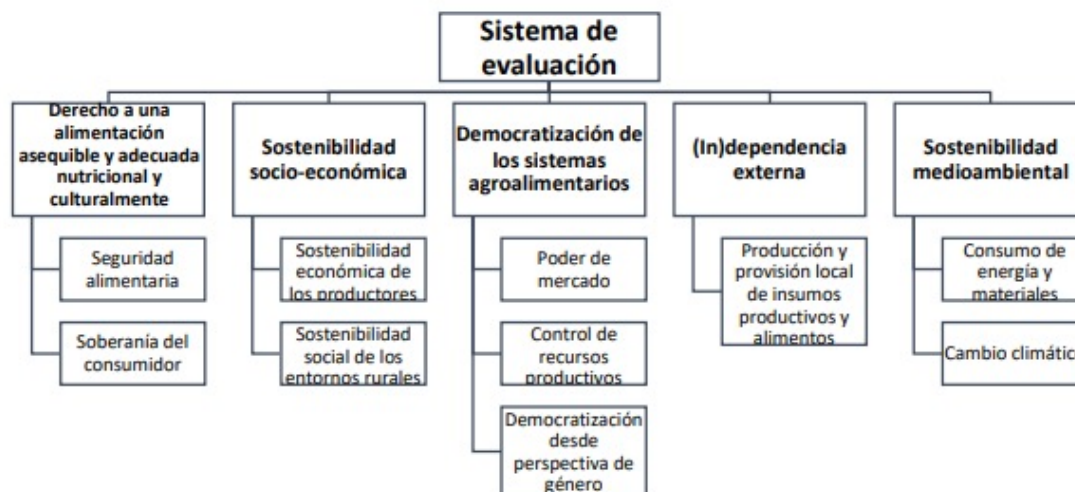 Sistema de
evaluación
Derecho a una
alimentación
asequible y adecuada
nutricional y
culturalmente
Seguridad
alimentaria
Soberanía del
consumidor
Sostenibilidad
socio-económica
Sostenibilidad
económica de
los productores
Sostenibilidad
social de los
entornos rurales
Democratización de
los sistemas
agroalimentarios
Poder de
mercado
Control de
recursos
productivos
Democratización
desde
perspectiva de
género
(In)dependencia
externa
Producción y
provisión local
de insumos
productivos y
alimentos
Sostenibilidad
medioambiental
Consumo de
energía y
materiales
Cambio climátic